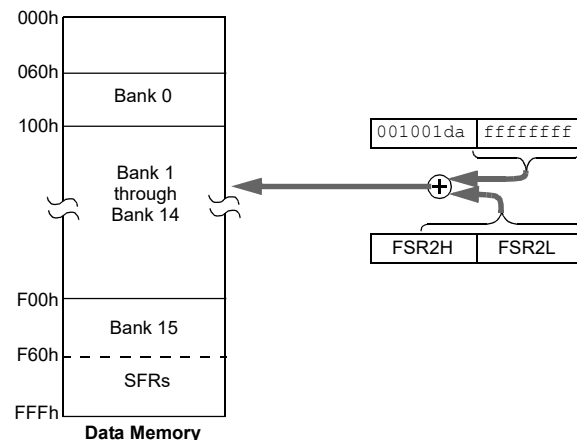 000h
060h
Bank 0
100h
001001da ffffffff
Bank 1
through
Bank 14
FSR2H FSR2L
F00h
Bank 15
F60h
SFRs
FFFh
Data Memory